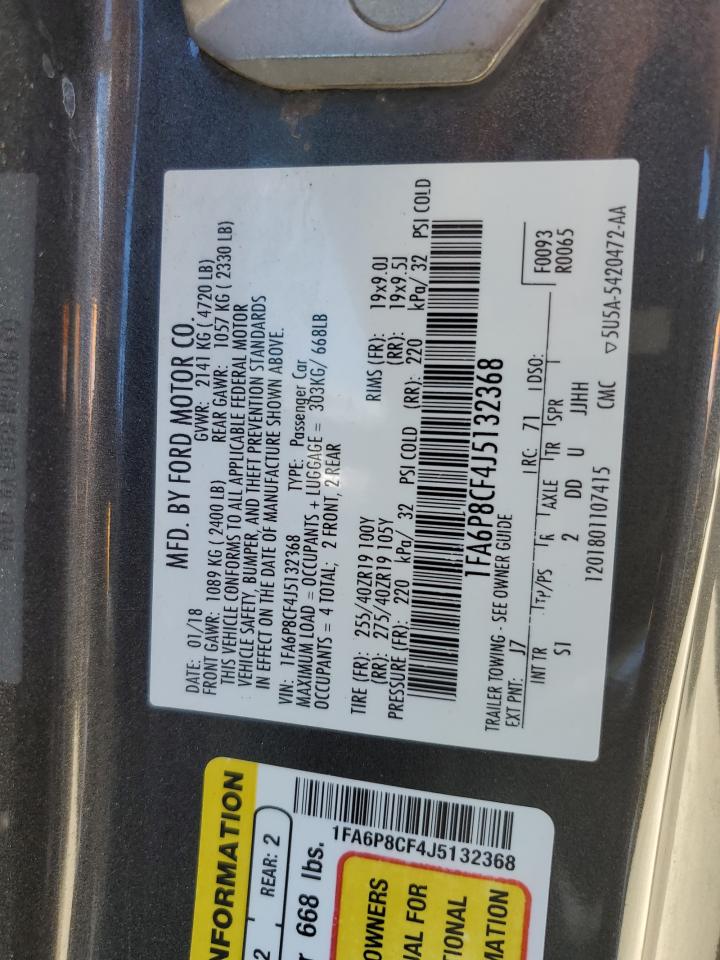 MFD. BY FORD MOTOR CO.
DATE: 01/18 GVWR: 2141 KG ( 4720 LB)
FRONT GAWR: 1089 KG ( 2400 LB) REAR GAWR: 1057 KG ( 2330 LB)
THIS VEHICLE CONFORMS TO ALL APPLICABLE FEDERAL MOTOR
VEHICLE SAFETY, BUMPER, AND THEFT PREVENTION STANDARDS
IN EFFECT ON THE DATE OF MANUFACTURE SHOWN ABOVE.
VIN: 1FA6P8CF4J5132368 TYPE: Passenger Car
MAXIMUM LOAD = OCCUPANTS + LUGGAGE = 303KG/ 668LB
OCCUPANTS = 4 TOTAL; 2 FRONT, 2 REAR
TIRE (FR): 255/40ZR19 100Y RIMS (FR): 19x9.0J
(RR): 275/40ZR19 105Y (RR): 19x9.5J
PRESSURE (FR): 220 kPa/ 32 PSI COLD (RR): 220 kPa/ 32 PSI COLD
1FA6P8CF4J5132368
TRAILER TOWING - SEE OWNER GUIDE
EXT PNT: J7 RC: 71 DSO: F0093
R0065
INT TR TP/PS R AXLE TR SPR
S1 2 DD U JJHH
1201801107415 CMC ▽5U5A-5420472-AA
NFORMATION
2 REAR: 2
r 668 lbs.
1FA6P8CF4J5132368
OWNERS
UAL FOR
TIONAL
MATION